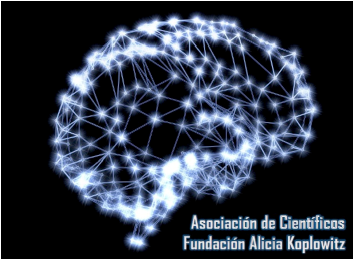 Asociación de Científicos
Fundación Alicia Koplowitz